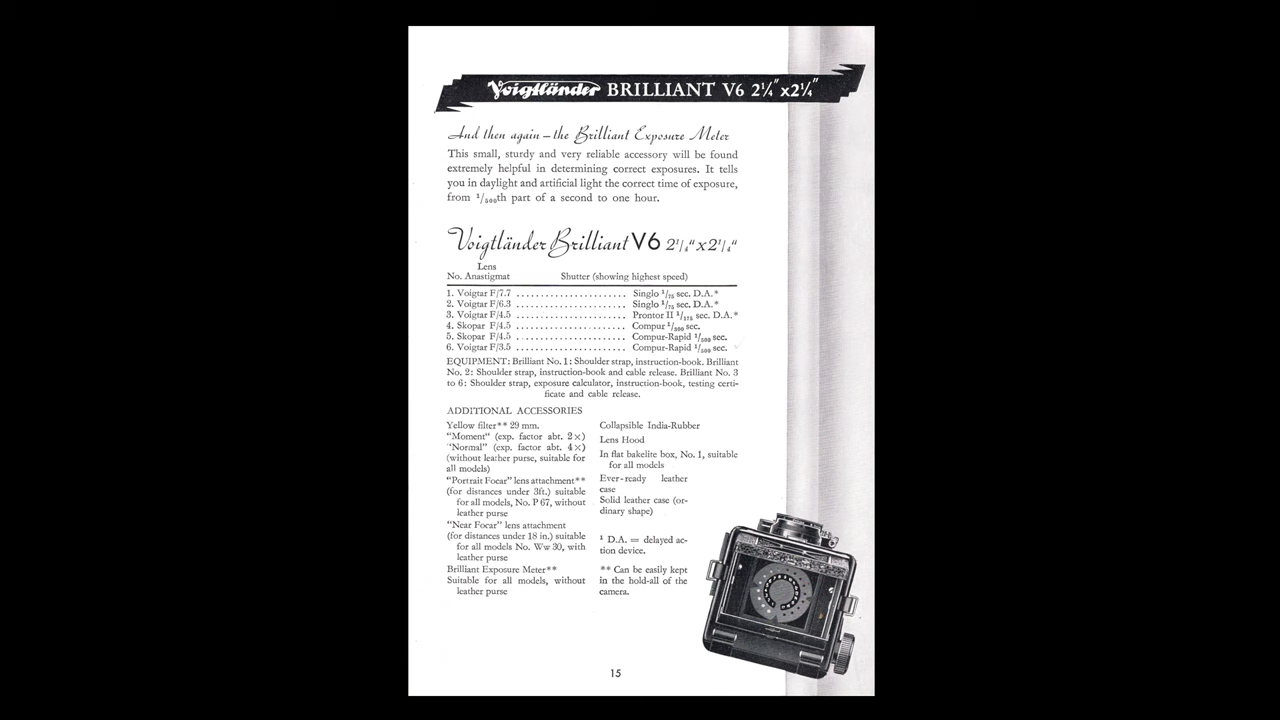 Voigtländer BRILLIANT V6 2¼"x2¼"
And then again – the Brilliant Exposure Meter
This small, sturdy and very reliable accessory will be found
extremely helpful in determining correct exposures. It tells
you in daylight and artificial light the correct time of exposure,
from 1/500th part of a second to one hour.
Voigtländer Brilliant V6 2¼" x 2¼"
Lens
No. Anastigmat Shutter (showing highest speed)
1. Voigtar F/7.7 ...................... Singlo 1/75 sec. D.A.*
2. Voigtar F/6.3 ...................... Singlo 1/75 sec. D.A.*
3. Voigtar F/4.5 ...................... Prontor II 1/175 sec. D.A.*
4. Skopar F/4.5 ...................... Compur 1/300 sec.
5. Skopar F/4.5 ...................... Compur-Rapid 1/500 sec.
6. Voigtar F/3.5 ...................... Compur-Rapid 1/500 sec.
EQUIPMENT: Brilliant No. 1: Shoulder strap, instruction-book. Brilliant
No. 2: Shoulder strap, instruction-book and cable release. Brilliant No. 3
to 6: Shoulder strap, exposure calculator, instruction-book, testing certi-
ficate and cable release.
ADDITIONAL ACCESSORIES
Yellow filter** 29 mm.
"Moment" (exp. factor abt. 2×)
"Normal" (exp. factor abt. 4×)
(without leather purse, suitable for
all models)
"Portrait Focar" lens attachment**
(for distances under 3ft.) suitable
for all models, No. P 67, without
leather purse
"Near Focar" lens attachment
(for distances under 18 in.) suitable
for all models No. Ww 30, with
leather purse
Brilliant Exposure Meter**
Suitable for all models, without
leather purse
Collapsible India-Rubber
Lens Hood
In flat bakelite box, No. 1, suitable
for all models
Ever-ready leather
case
Solid leather case (or-
dinary shape)
¹ D.A. = delayed ac-
tion device.
** Can be easily kept
in the hold-all of the
camera.
15